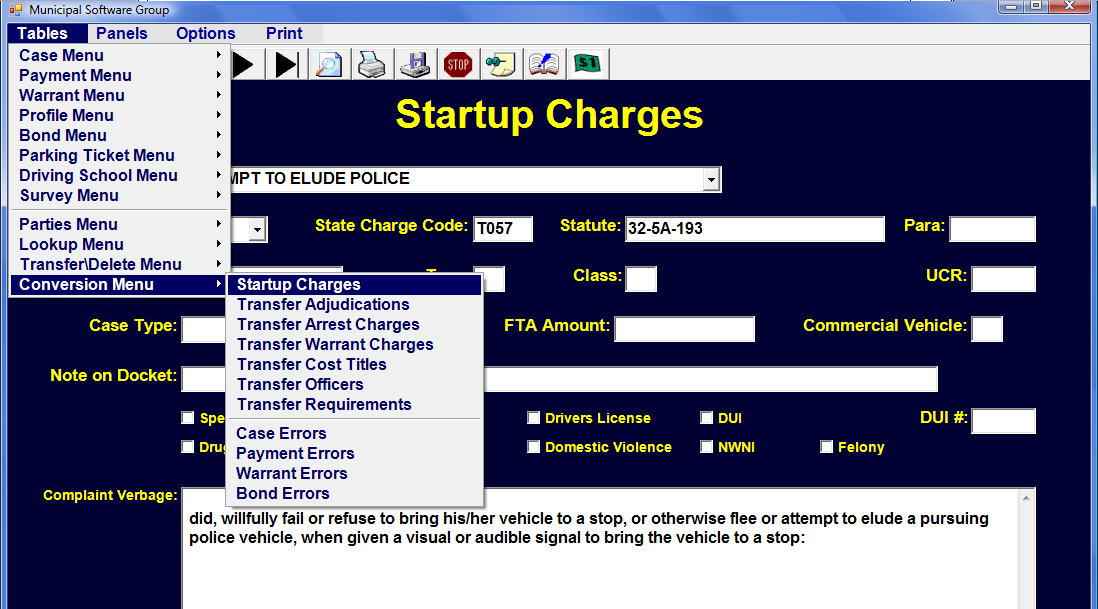 Municipal Software Group
Tables Panels Options Print
Case Menu
Payment Menu
Warrant Menu
Profile Menu
Bond Menu
Parking Ticket Menu
Driving School Menu
Survey Menu
Parties Menu
Lookup Menu
Transfer\Delete Menu
Conversion Menu
Startup Charges
Transfer Adjudications
Transfer Arrest Charges
Transfer Warrant Charges
Transfer Cost Titles
Transfer Officers
Transfer Requirements
Case Errors
Payment Errors
Warrant Errors
Bond Errors
STOP
$1
Startup Charges
TO ELUDE POLICE
State Charge Code: T057 Statute: 32-5A-193 Para:
Class: UCR:
Case Type: FTA Amount: Commercial Vehicle:
Note on Docket:
Drivers License DUI DUI #:
Domestic Violence NWNI Felony
Complaint Verbage:
did, willfully fail or refuse to bring his/her vehicle to a stop, or otherwise flee or attempt to elude a pursuing
police vehicle, when given a visual or audible signal to bring the vehicle to a stop: